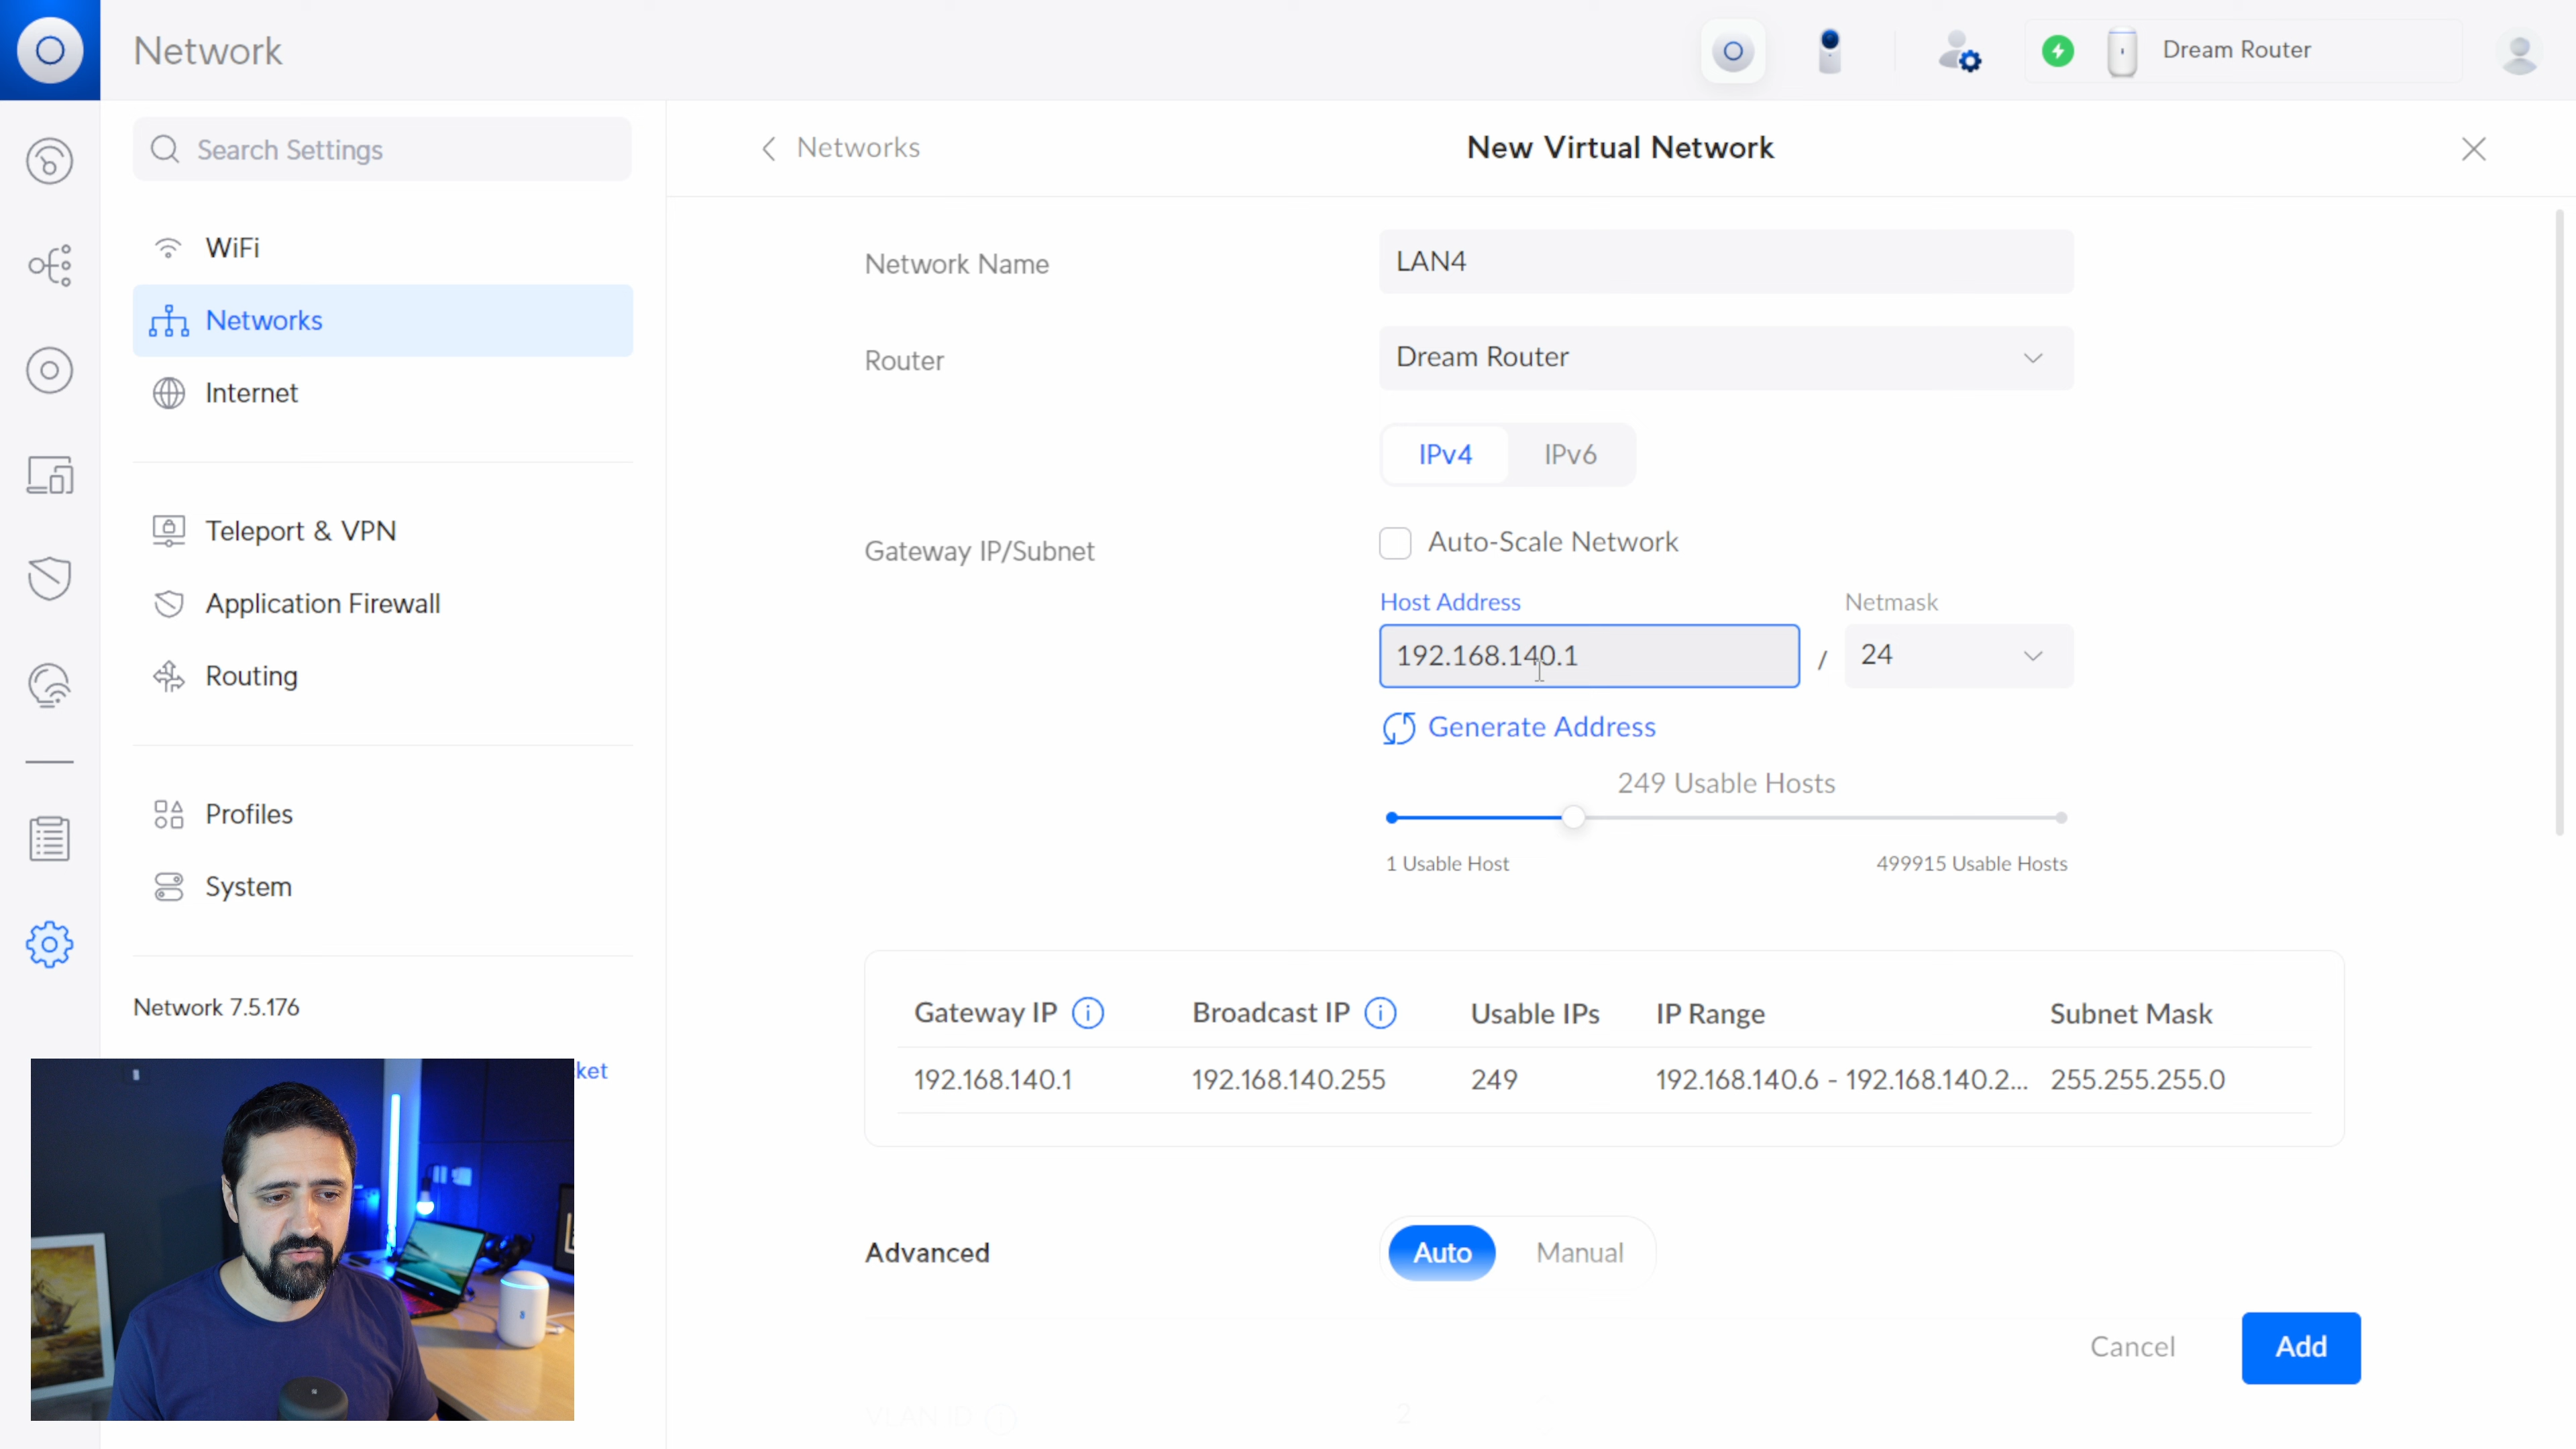 Network
Dream Router
Search Settings
WiFi
Networks
Internet
Teleport & VPN
Application Firewall
Routing
Profiles
System
Network 7.5.176
ket
Networks
New Virtual Network
Network Name
LAN4
Router
Dream Router
IPv4 IPv6
Gateway IP/Subnet
Auto-Scale Network
Host Address Netmask
192.168.140.1 / 24
Generate Address
249 Usable Hosts
1 Usable Host 499915 Usable Hosts
Gateway IP Broadcast IP Usable IPs IP Range Subnet Mask
192.168.140.1 192.168.140.255 249 192.168.140.6 - 192.168.140.2... 255.255.255.0
Advanced Auto Manual
Cancel Add
VLAN ID 2